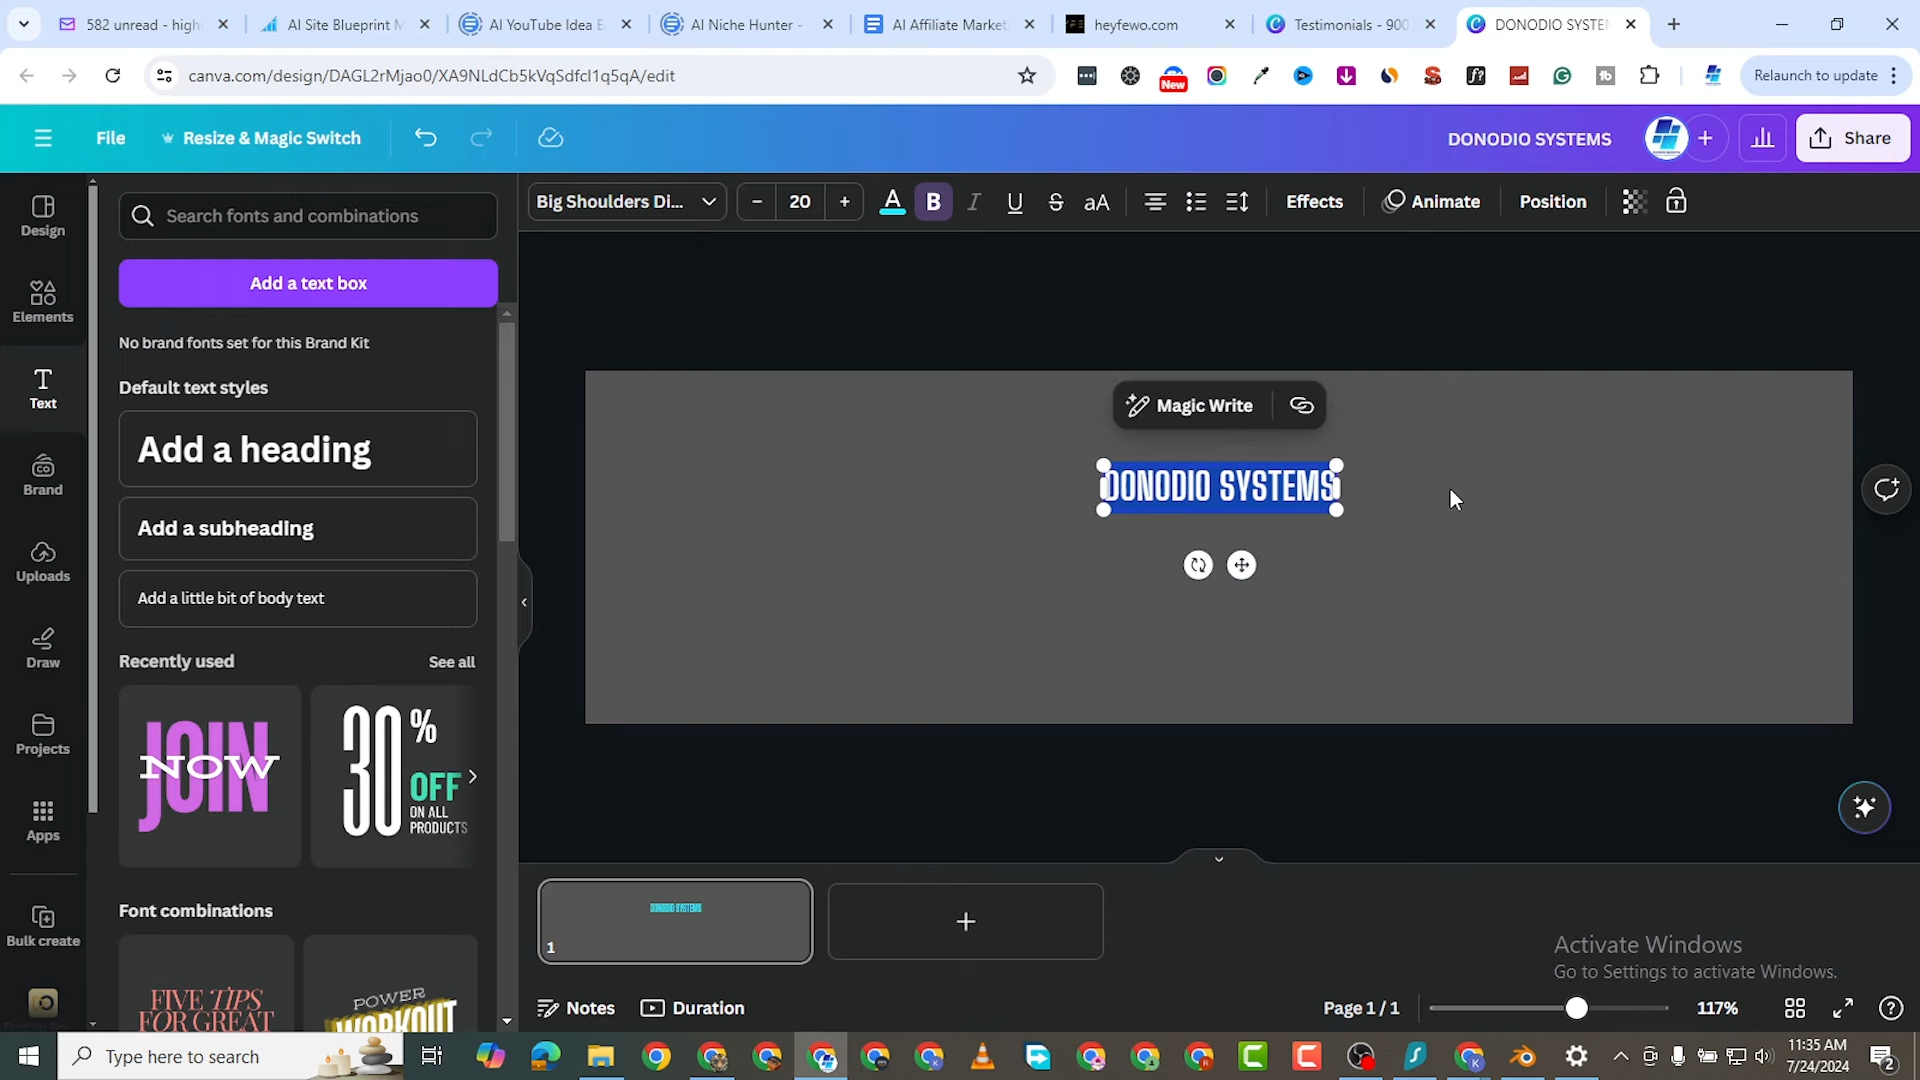 582 unread - high
AI Site Blueprint M
AI YouTube Idea E
AI Niche Hunter -
AI Affiliate Market
heyfewo.com
Testimonials - 900
DONODIO SYSTEM
canva.com/design/DAGL2rMjao0/XA9NLdCb5kVqSdfcI1q5qA/edit
New
Relaunch to update
File
Resize & Magic Switch
DONODIO SYSTEMS
Share
Design
Elements
Text
Brand
Uploads
Draw
Projects
Apps
Bulk create
Search fonts and combinations
Add a text box
No brand fonts set for this Brand Kit
Default text styles
Add a heading
Add a subheading
Add a little bit of body text
Recently used
See all
JOIN
NOW
30%
OFF
ON ALL
PRODUCTS
Font combinations
FIVE TIPS
FOR GREAT
POWER
WORKOUT
Big Shoulders Di...
20
Effects
Animate
Position
Magic Write
DONODIO SYSTEMS
DONODIO SYSTEMS
1
Notes
Duration
Page 1 / 1
117%
Activate Windows
Go to Settings to activate Windows.
Type here to search
11:35 AM
7/24/2024
2